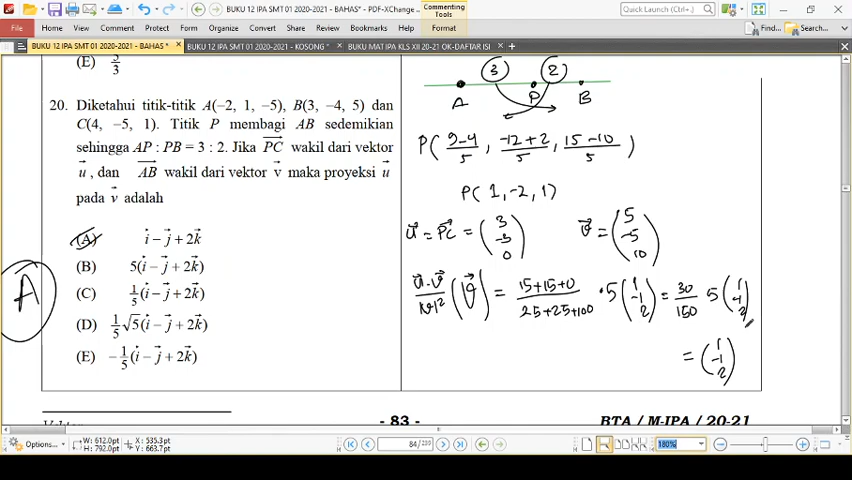 Commenting Tools
BUKU 12 IPA SMT 01 2020-2021 - BAHAS* - PDF-XChange
Quick Launch (Ctrl+.)
File Home Convert Organize Convert Share Review Bookmarks Help Format
Find...
Search...
BUKU 12 IPA SMT 01 2020-2021 - BAHAS * × BUKU 12 IPA SMT 01 2020-2021 - KOSONG * × BUKU MAT IPA KLS XII 20-21 OK-DAFTAR ISI ×
(E) 5/3
20. Diketahui titik-titik A(−2, 1, −5), B(3, −4, 5) dan
C(4, −5, 1). Titik P membagi AB sedemikian
sehingga AP : PB = 3 : 2. Jika PC wakil dari vektor
u, dan AB wakil dari vektor v maka proyeksi u
pada v adalah
(A) i − j + 2k
(B) 5(i − j + 2k)
(C) 1/5(i − j + 2k)
(D) 1/5√5(i − j + 2k)
(E) −1/5(i − j + 2k)
A
3 2
A P B
P( 9-4/5 , -12+2/5 , 15-10/5 )
P( 1, -2, 1 )
u = PC = (3 -3 0) v = (5 -5 10)
u.v/|v|² (v) = 15+15+0/25+25+100 · 5 (1 -1 2) = 30/150 5 (1 -1 2)
= (1 -1 2)
- 83 -
BTA / M-IPA / 20-21
Options...
W: 612.0pt
H: 792.0pt
X: 535.3pt
Y: 663.7pt
180%